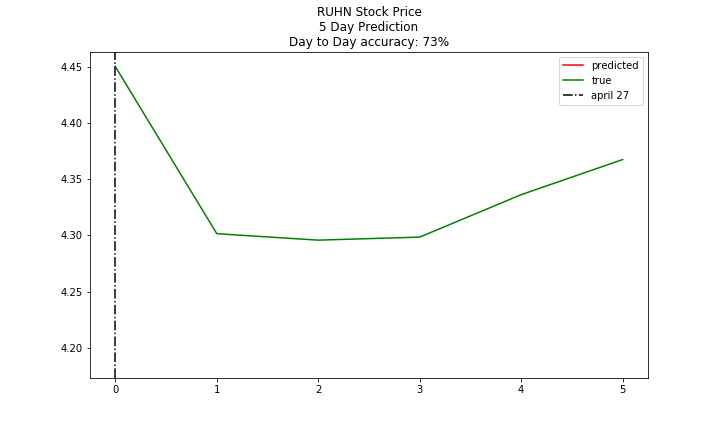 RUHN Stock Price
5 Day Prediction
Day to Day accuracy: 73%
predicted
true
april 27
4.45
4.40
4.35
4.30
4.25
4.20
0 1 2 3 4 5